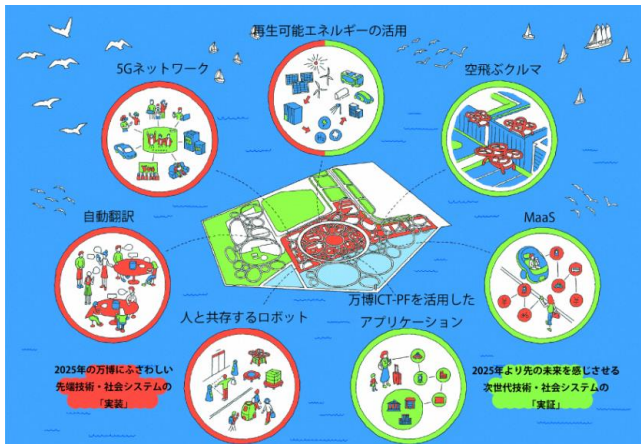 再生可能エネルギーの活用
5Gネットワーク
空飛ぶクルマ
自動翻訳
MaaS
人と共存するロボット
万博ICT-PFを活用した
アプリケーション
2025年の万博にふさわしい
先端技術・社会システムの
「実装」
2025年より先の未来を感じさせる
次世代技術・社会システムの
「実証」